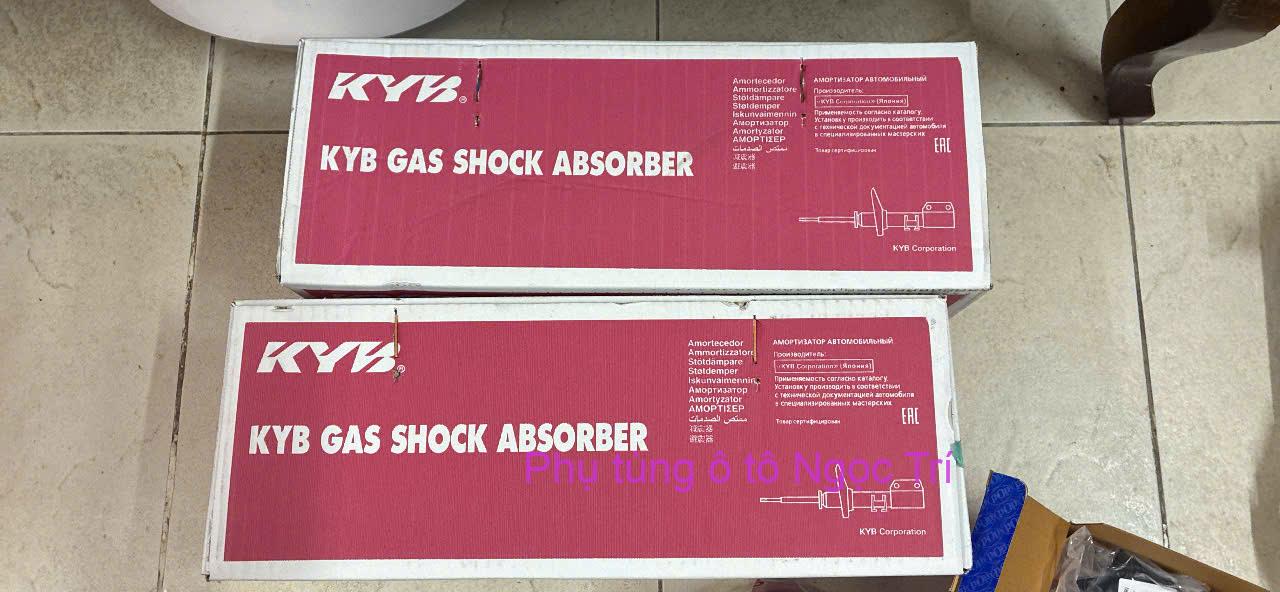 KYB®
KYB GAS SHOCK ABSORBER
Amortecedor
Ammortizzatore
Stötdämpare
Støtdemper
Iskunvaimennin
Амортизатор
Amortyzator
ΑΜΟΡΤΙΣΕΡ
ممتص الصدمات
АМОРТИЗАТОР АВТОМОБИЛЬНЫЙ
Производитель:
«KYB Corporation» (Япония)
Применяемость согласно каталогу.
Установку производить в соответствии
с технической документацией автомобиля
в специализированных мастерских
Товар сертифицирован
EAC
KYB Corporation
KYB®
KYB GAS SHOCK ABSORBER
Amortecedor
Ammortizzatore
Stötdämpare
Støtdemper
Iskunvaimennin
Амортизатор
Amortyzator
ΑΜΟΡΤΙΣΕΡ
ممتص الصدمات
АМОРТИЗАТОР АВТОМОБИЛЬНЫЙ
Производитель:
«KYB Corporation» (Япония)
Применяемость согласно каталогу.
Установку производить в соответствии
с технической документацией автомобиля
в специализированных мастерских
Товар сертифицирован
EAC
KYB Corporation
Phụ tùng ô tô Ngọc Trí